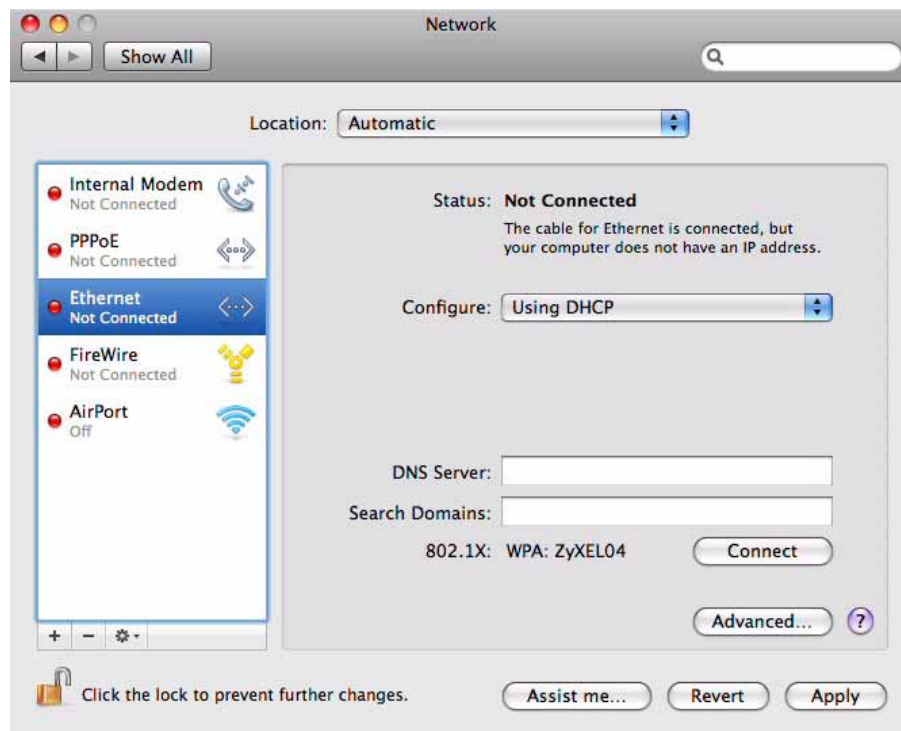 Network
Show All
Location: Automatic
Internal Modem
Not Connected
PPPoE
Not Connected
Ethernet
Not Connected
FireWire
Not Connected
AirPort
Off
Status: Not Connected
The cable for Ethernet is connected, but
your computer does not have an IP address.
Configure: Using DHCP
DNS Server:
Search Domains:
802.1X: WPA: ZyXEL04 Connect
Advanced... ?
+ −
Click the lock to prevent further changes.
Assist me... Revert Apply